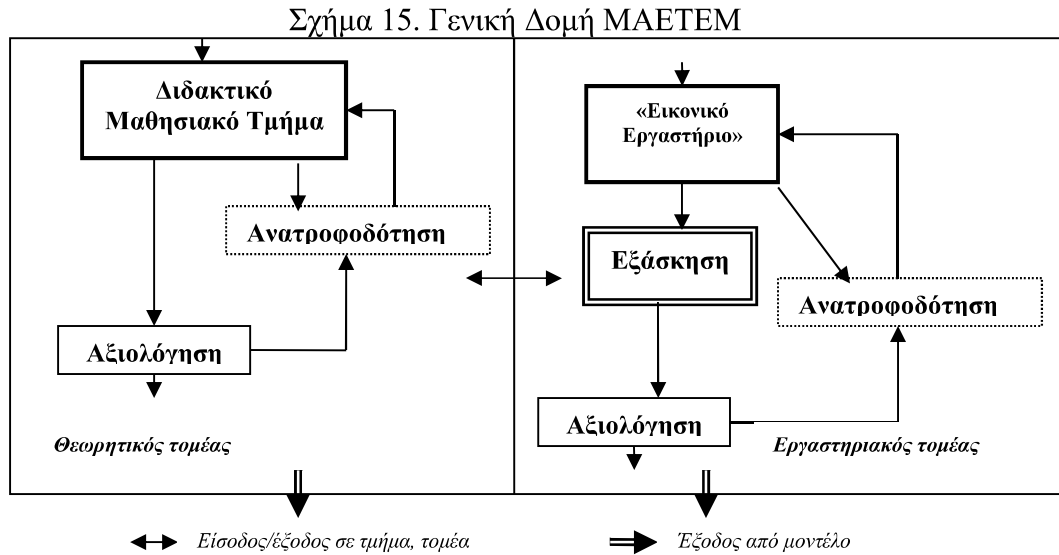 Σχήμα 15. Γενική Δομή ΜΑΕΤΕΜ
Διδακτικό
Μαθησιακό Τμήμα
Ανατροφοδότηση
Αξιολόγηση
Θεωρητικός τομέας
«Εικονικό
Εργαστήριο»
Εξάσκηση
Ανατροφοδότηση
Αξιολόγηση
Εργαστηριακός τομέας
Είσοδος/έξοδος σε τμήμα, τομέα
Έξοδος από μοντέλο